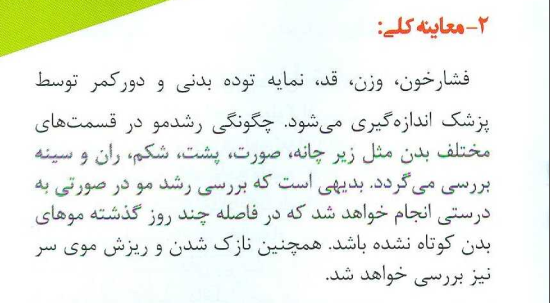 ۲- معاینه کلی:
فشارخون، وزن، قد، نمایه توده بدنی و دورکمر توسط
پزشک اندازه‌گیری می‌شود. چگونگی رشدمو در قسمت‌های
مختلف بدن مثل زیر چانه، صورت، پشت، شکم، ران و سینه
بررسی می‌گردد. بدیهی است که بررسی رشد مو در صورتی به
درستی انجام خواهد شد که در فاصله چند روز گذشته موهای
بدن کوتاه نشده باشد. همچنین نازک شدن و ریزش موی سر
نیز بررسی خواهد شد.